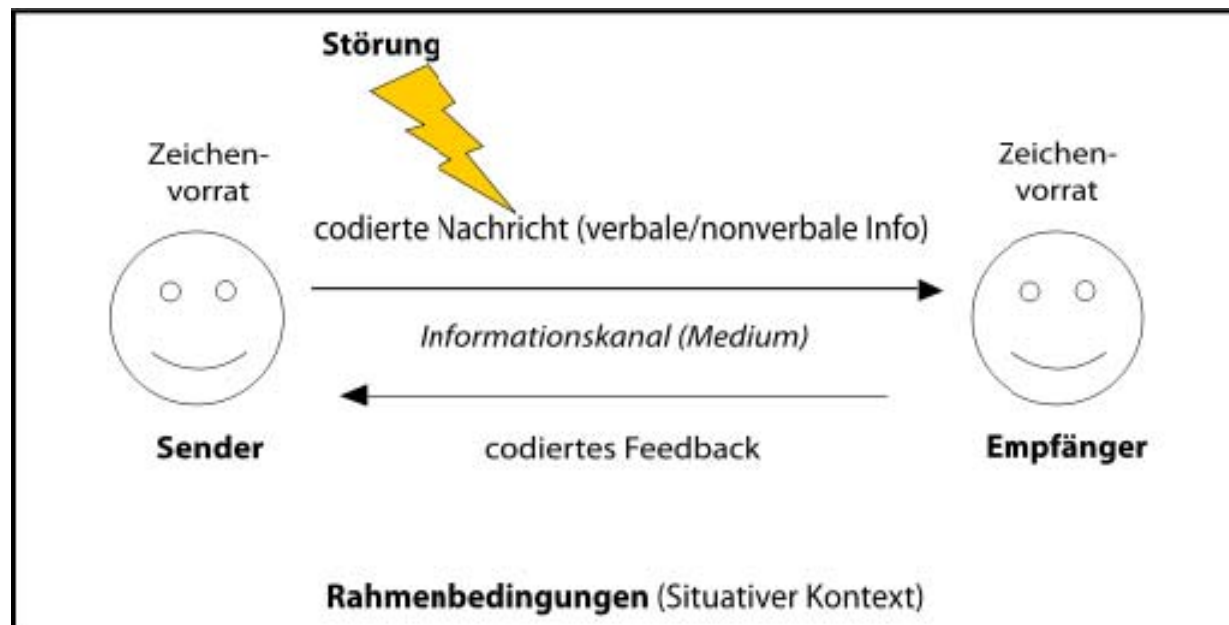 Störung
Zeichen-
vorrat
Zeichen-
vorrat
codierte Nachricht (verbale/nonverbale Info)
Informationskanal (Medium)
Sender
codiertes Feedback
Empfänger
Rahmenbedingungen (Situativer Kontext)